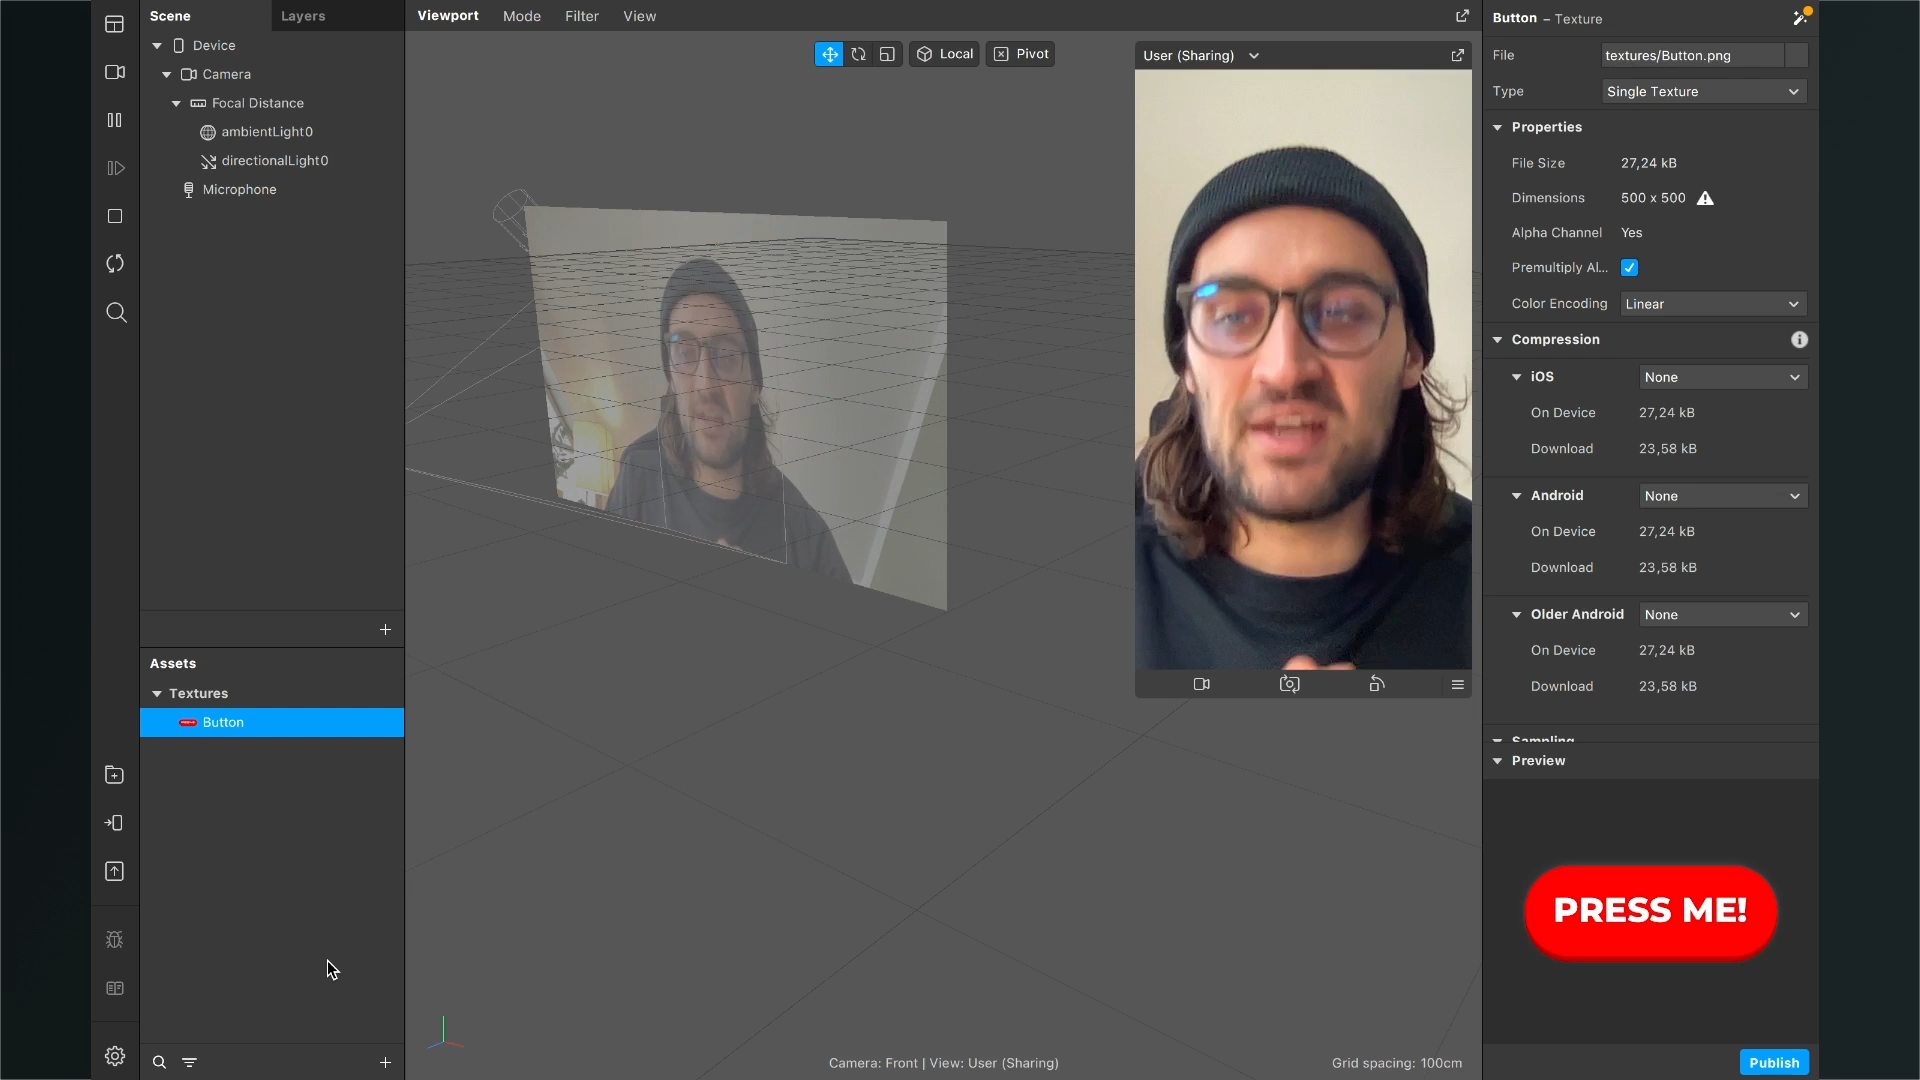 Scene
Layers
Device
Camera
Focal Distance
ambientLight0
directionalLight0
Microphone
Assets
Textures
Button
Viewport
Mode
Filter
View
Local
Pivot
User (Sharing)
Camera: Front | View: User (Sharing)
Grid spacing: 100cm
Button – Texture
File
textures/Button.png
Type
Single Texture
Properties
File Size
27,24 kB
Dimensions
500 x 500
Alpha Channel
Yes
Premultiply Al...
Color Encoding
Linear
Compression
iOS
None
On Device
27,24 kB
Download
23,58 kB
Android
None
On Device
27,24 kB
Download
23,58 kB
Older Android
None
On Device
27,24 kB
Download
23,58 kB
Sampling
Preview
PRESS ME!
Publish